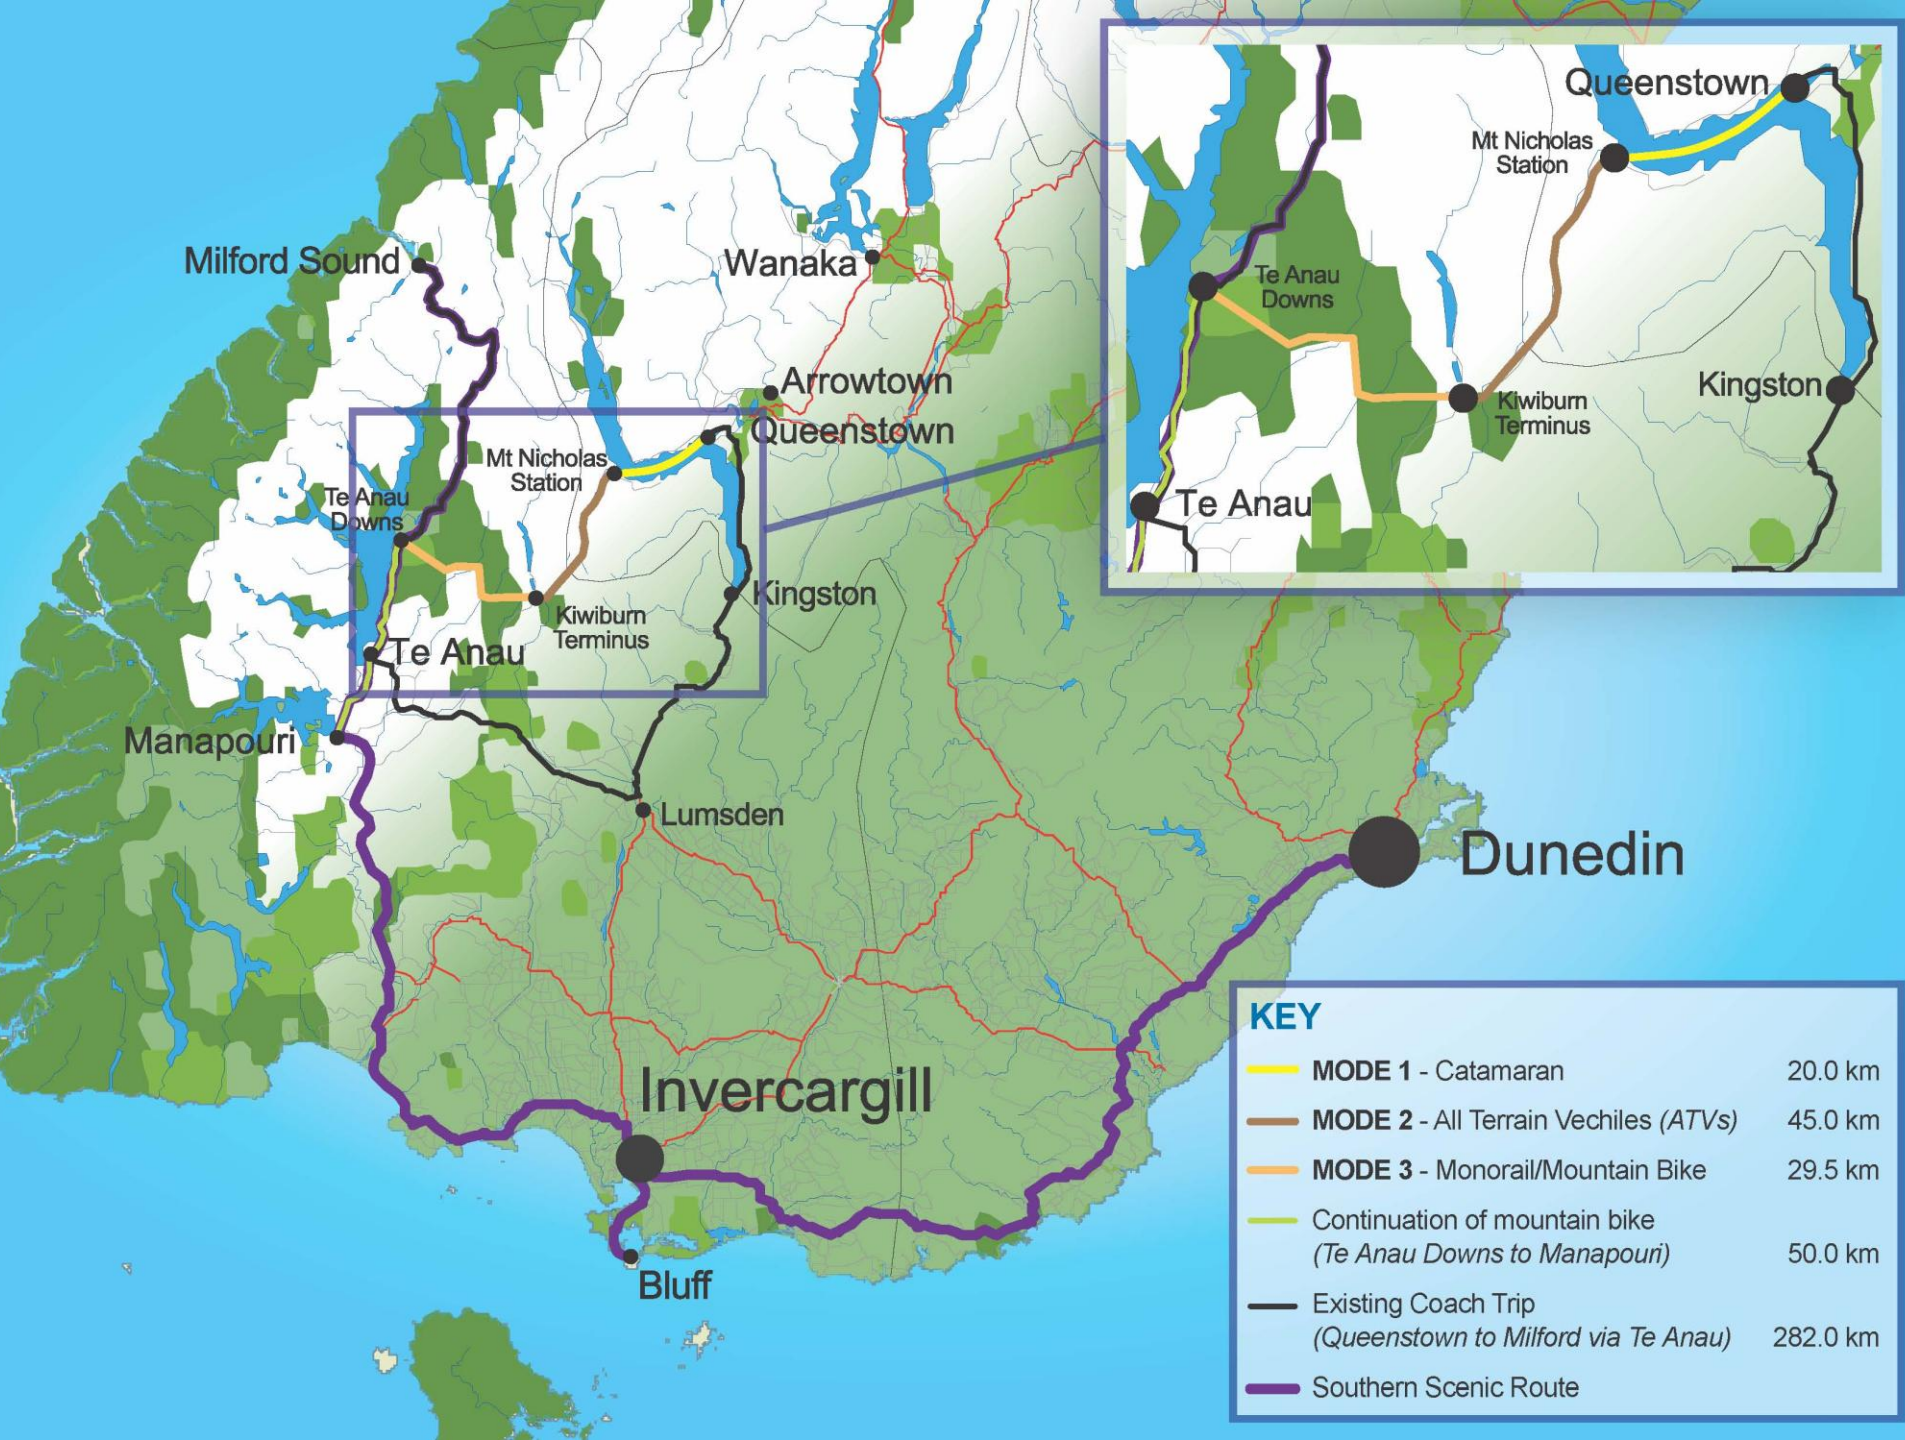 Queenstown
Mt Nicholas
Station
Te Anau
Downs
Kingston
Kiwiburn
Terminus
Te Anau
Milford Sound
Wanaka
Arrowtown
Queenstown
Mt Nicholas
Station
Te Anau
Downs
Kingston
Kiwiburn
Terminus
Te Anau
Manapouri
Lumsden
Dunedin
Invercargill
Bluff
KEY
MODE 1 - Catamaran 20.0 km
MODE 2 - All Terrain Vechiles (ATVs) 45.0 km
MODE 3 - Monorail/Mountain Bike 29.5 km
Continuation of mountain bike
(Te Anau Downs to Manapouri) 50.0 km
Existing Coach Trip
(Queenstown to Milford via Te Anau) 282.0 km
Southern Scenic Route